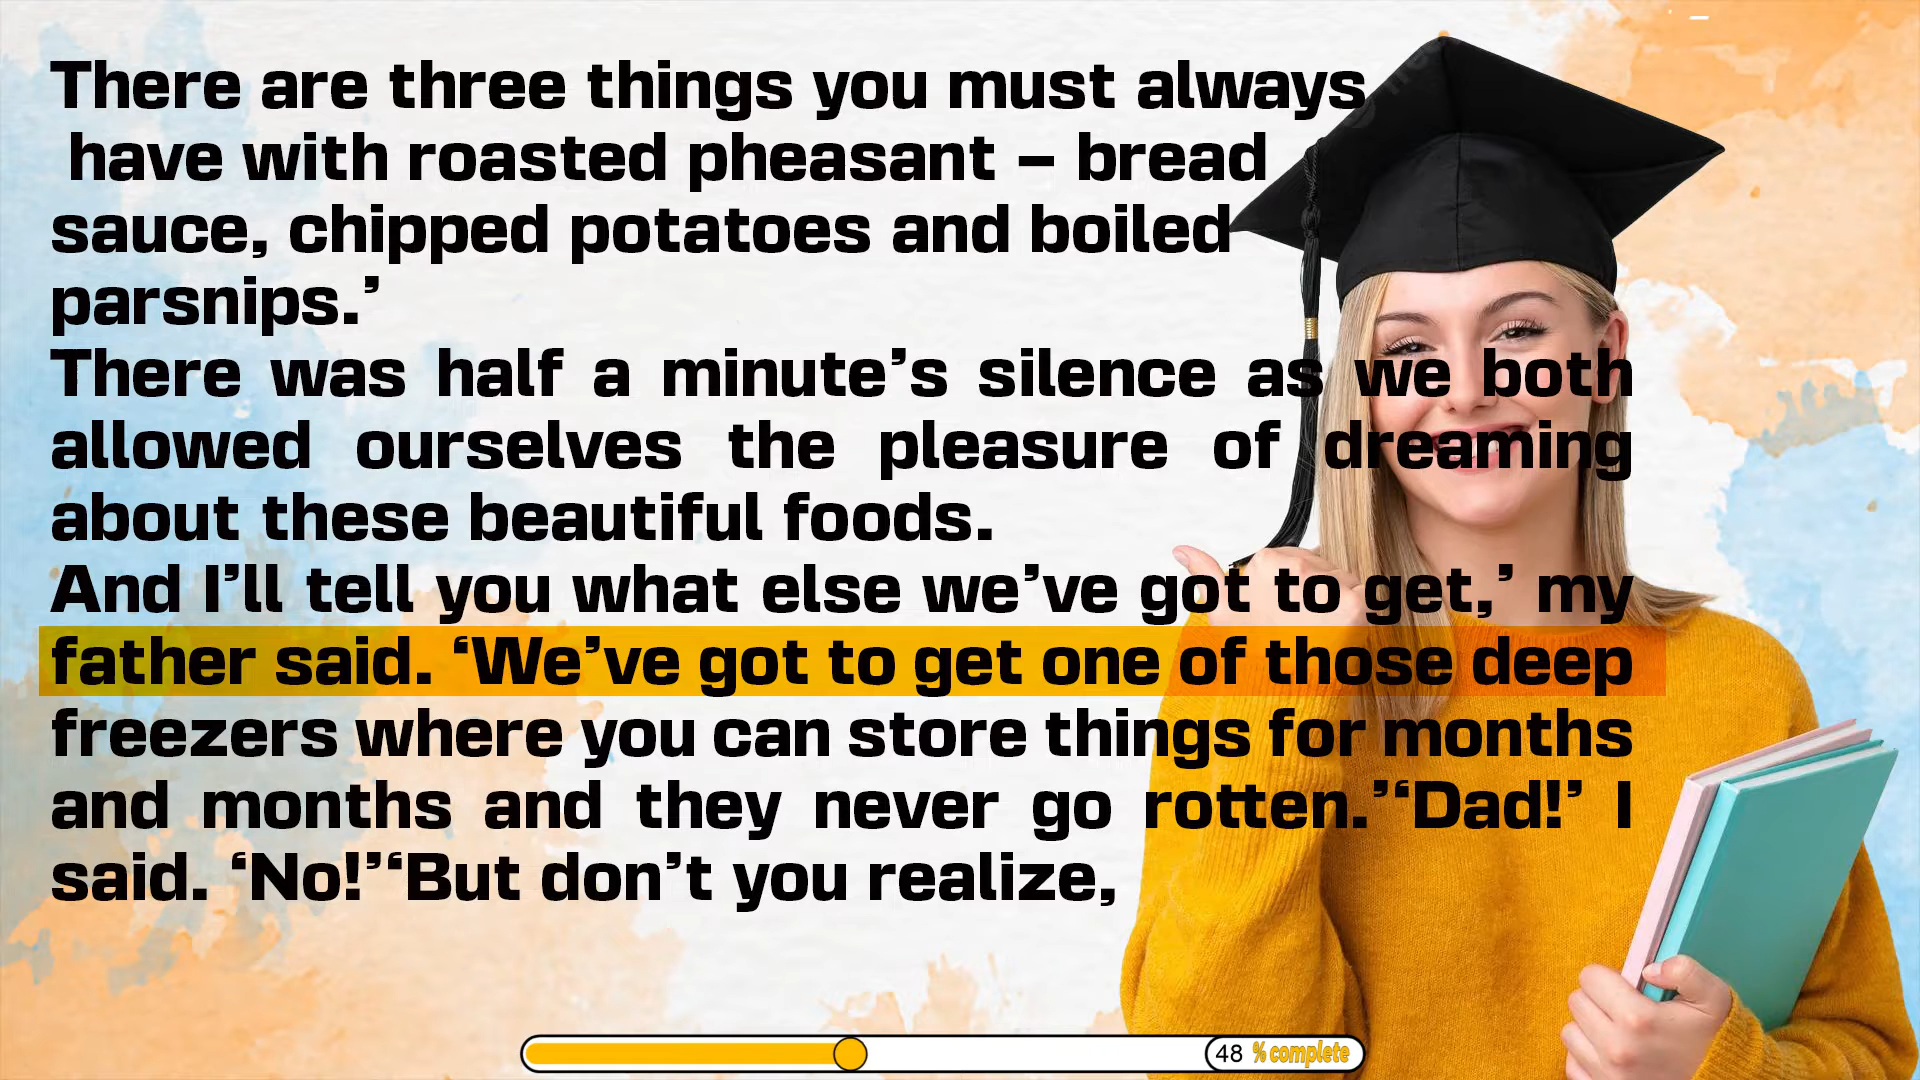 There are three things you must always
have with roasted pheasant – bread
sauce, chipped potatoes and boiled
parsnips.’
There was half a minute’s silence as we both
allowed ourselves the pleasure of dreaming
about these beautiful foods.
And I’ll tell you what else we’ve got to get,’ my
father said. ‘We’ve got to get one of those deep
freezers where you can store things for months
and months and they never go rotten.’‘Dad!’ I
said. ‘No!’‘But don’t you realize,
48 % complete